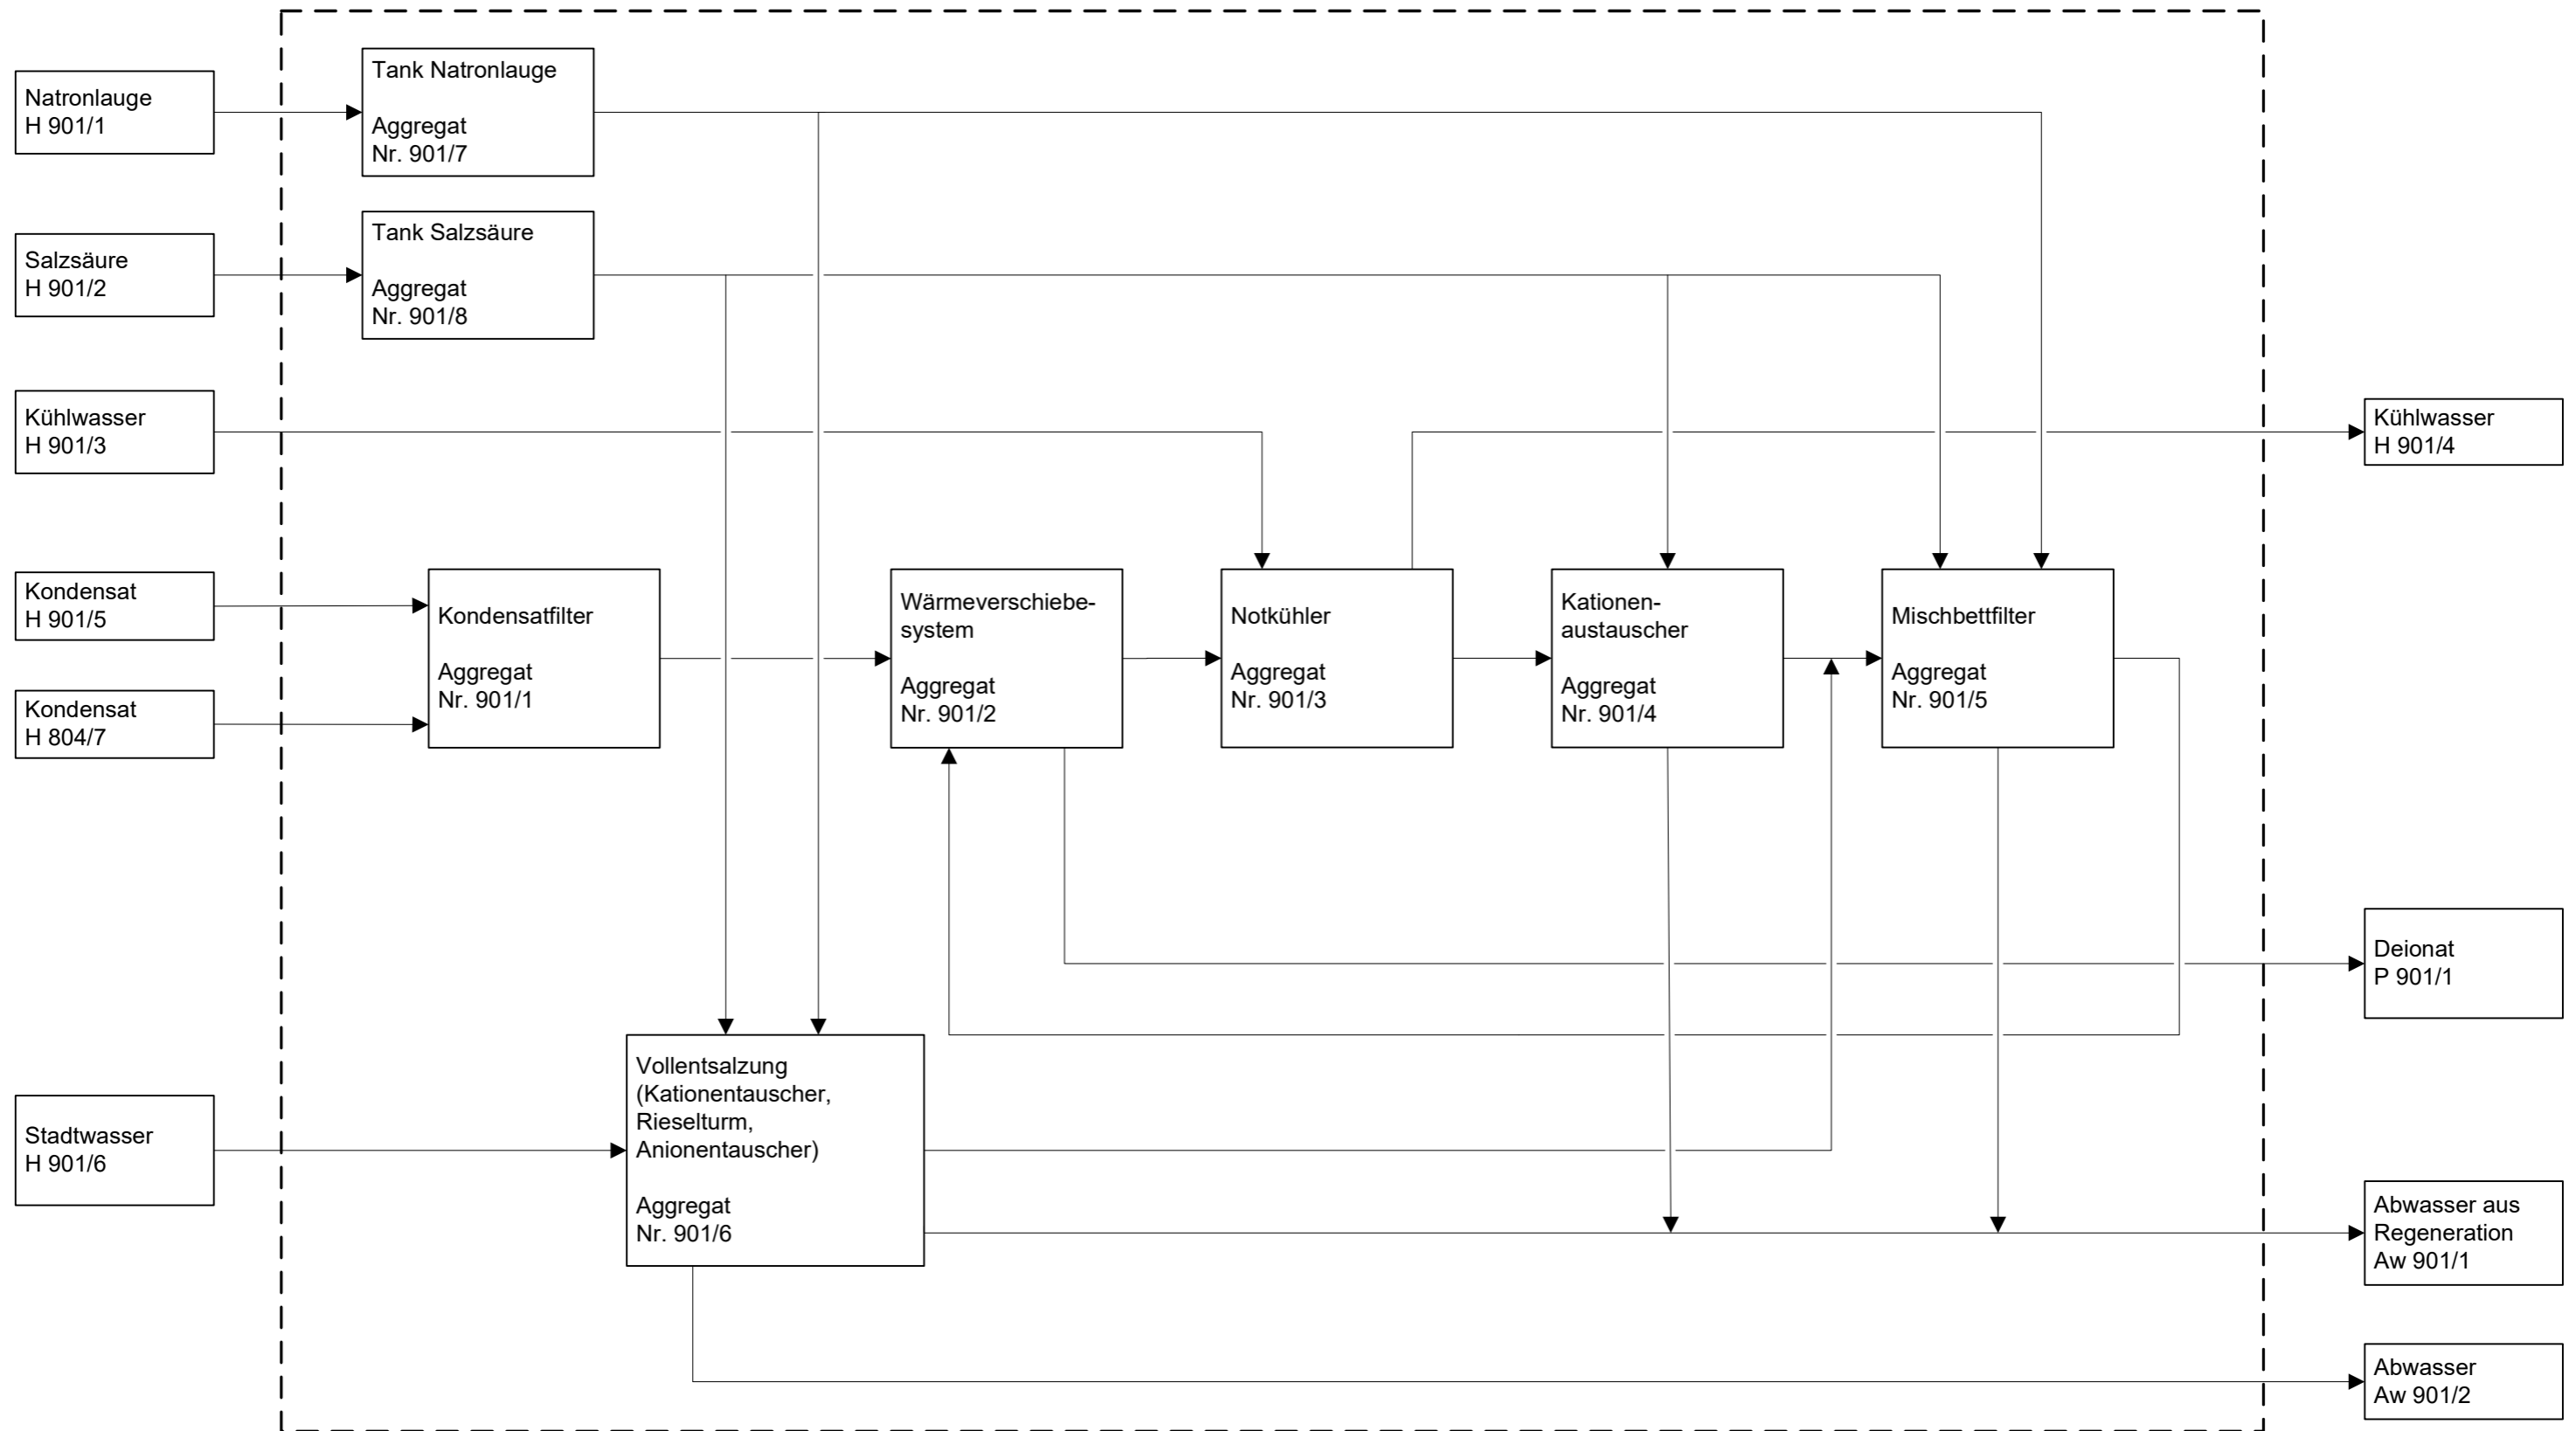 Natronlauge
H 901/1
Tank Natronlauge
Aggregat
Nr. 901/7
Salzsäure
H 901/2
Tank Salzsäure
Aggregat
Nr. 901/8
Kühlwasser
H 901/3
Kühlwasser
H 901/4
Kondensat
H 901/5
Kondensat
H 804/7
Kondensatfilter
Aggregat
Nr. 901/1
Wärmeverschiebe-
system
Aggregat
Nr. 901/2
Notkühler
Aggregat
Nr. 901/3
Kationen-
austauscher
Aggregat
Nr. 901/4
Mischbettfilter
Aggregat
Nr. 901/5
Deionat
P 901/1
Stadtwasser
H 901/6
Vollentsalzung
(Kationentauscher,
Rieselturm,
Anionentauscher)
Aggregat
Nr. 901/6
Abwasser aus
Regeneration
Aw 901/1
Abwasser
Aw 901/2